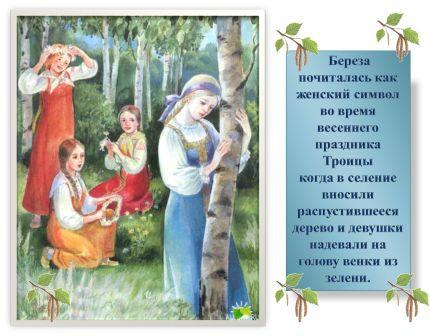 Береза
почиталась как
женский символ
во время
весеннего
праздника
Троицы
когда в селение
вносили
распустившееся
дерево и девушки
надевали на
голову венки из
зелени.